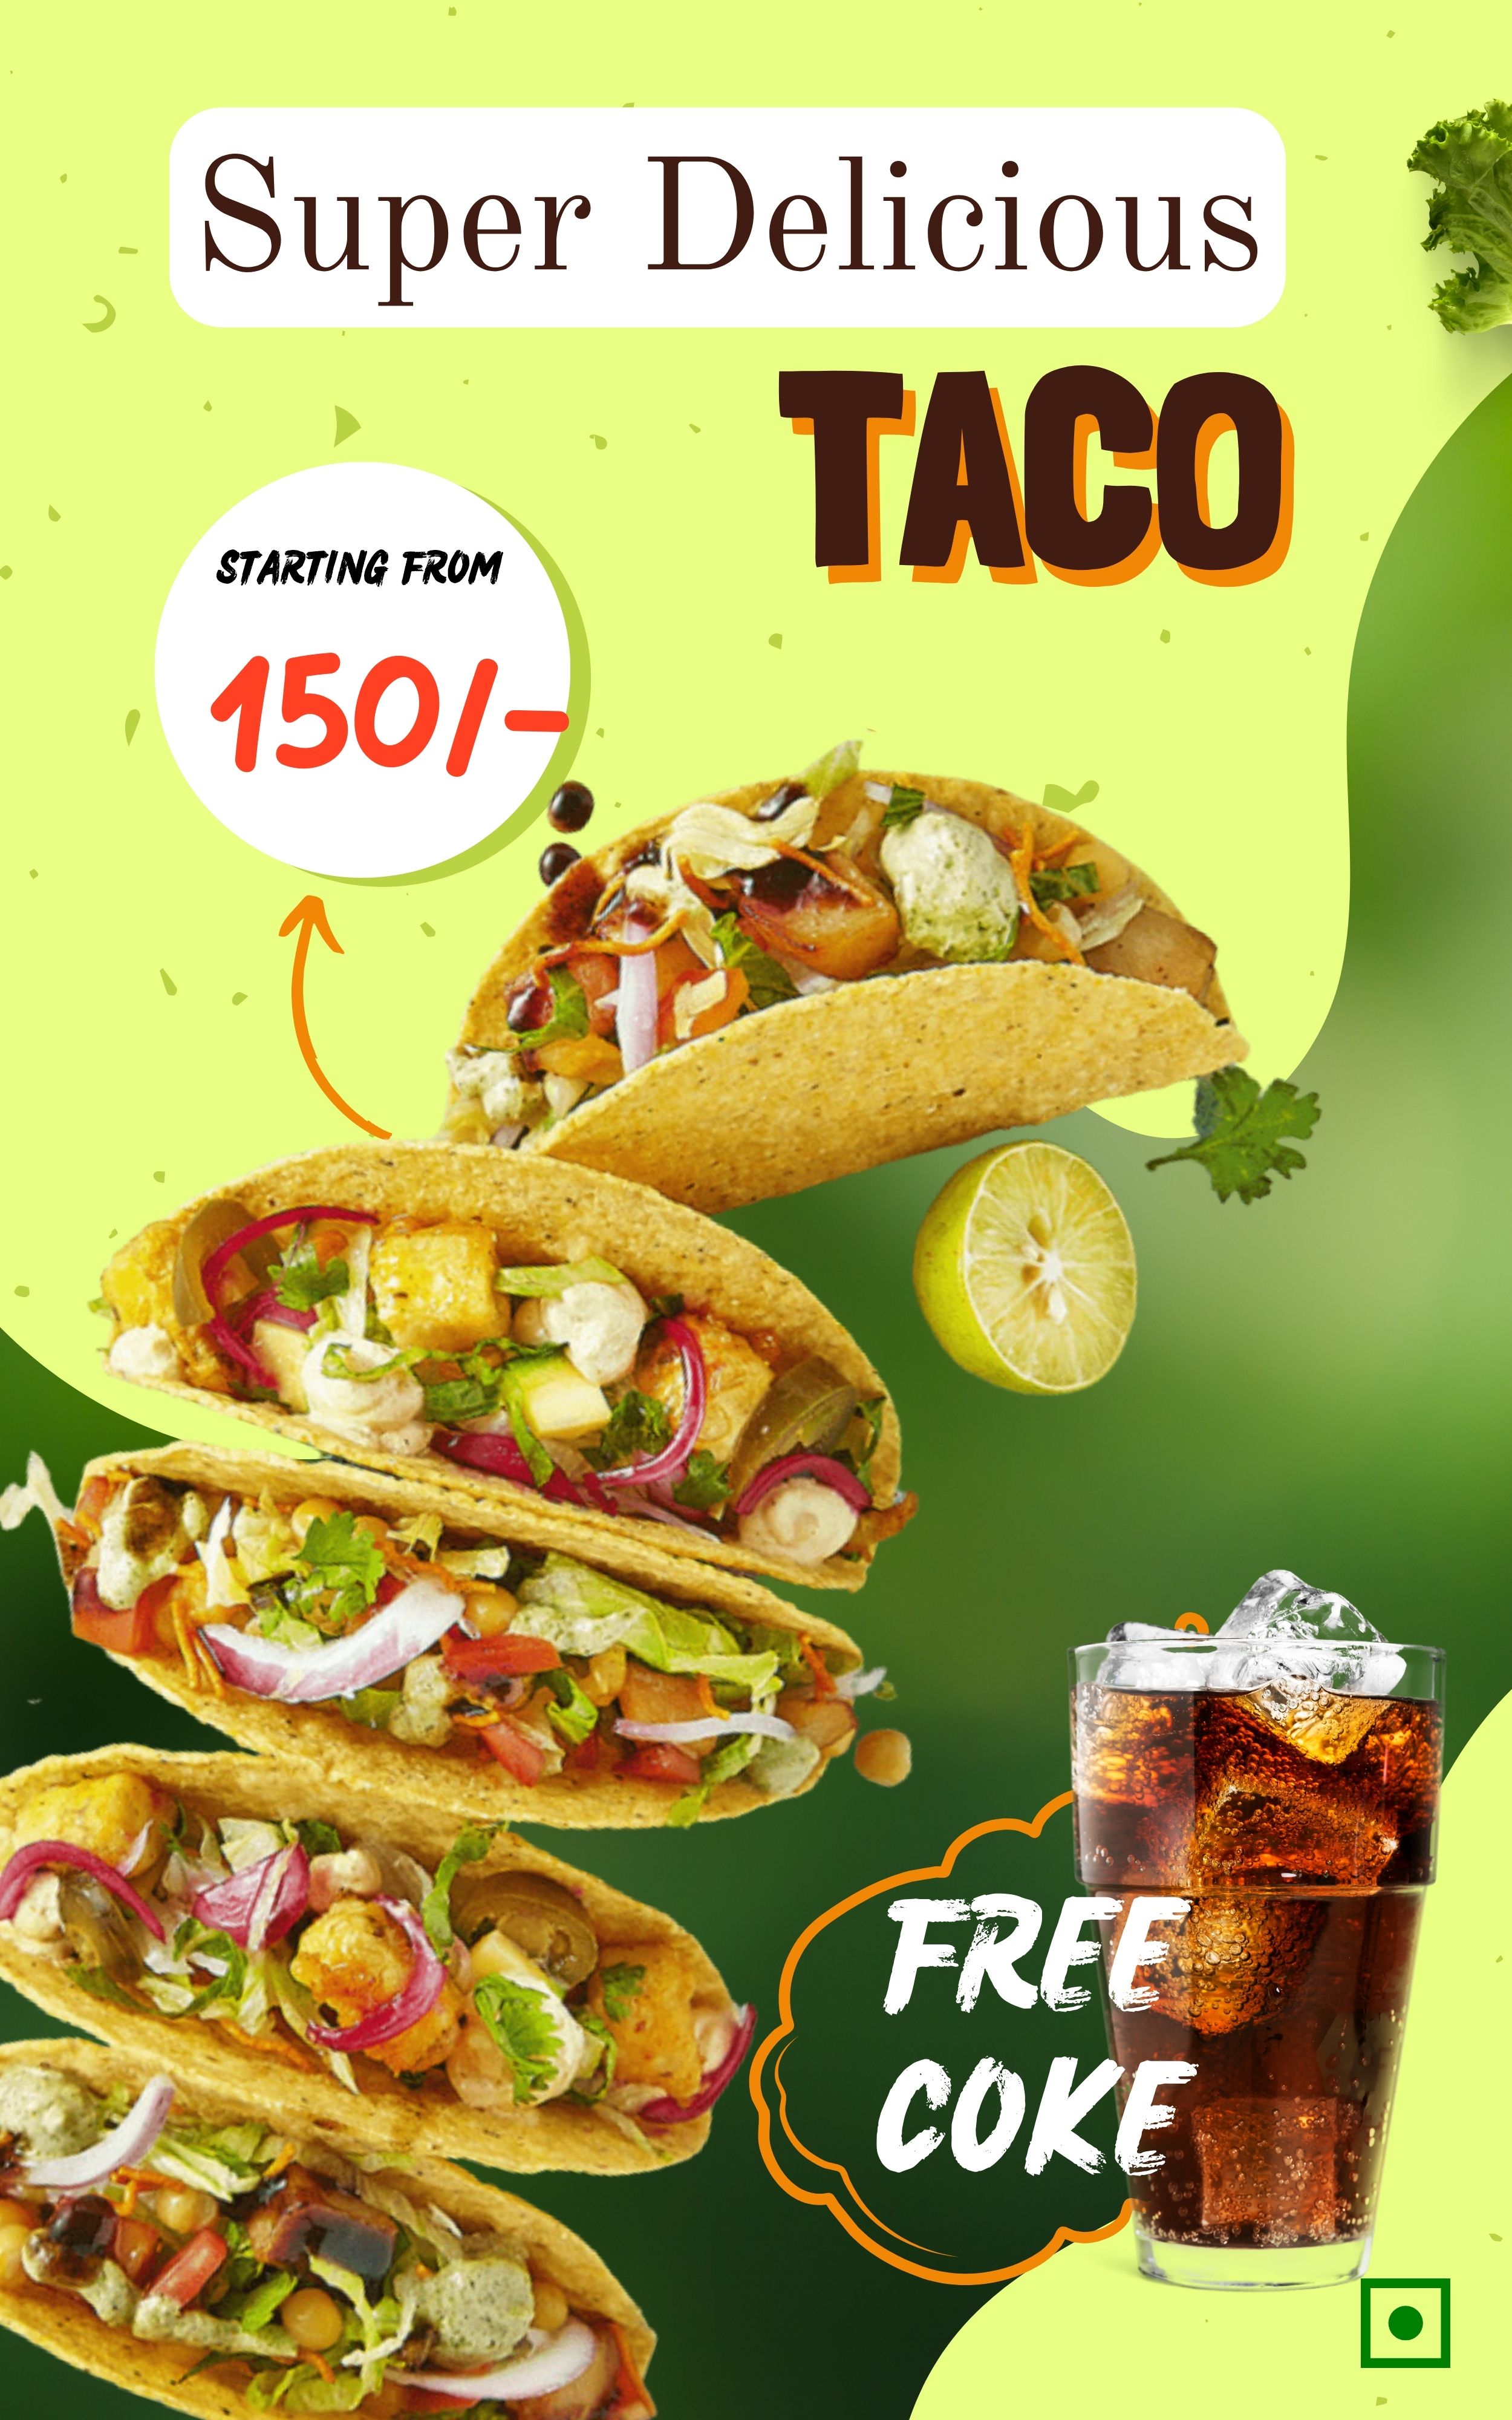 Super Delicious
TACO
STARTING FROM
150/-
FREE
COKE